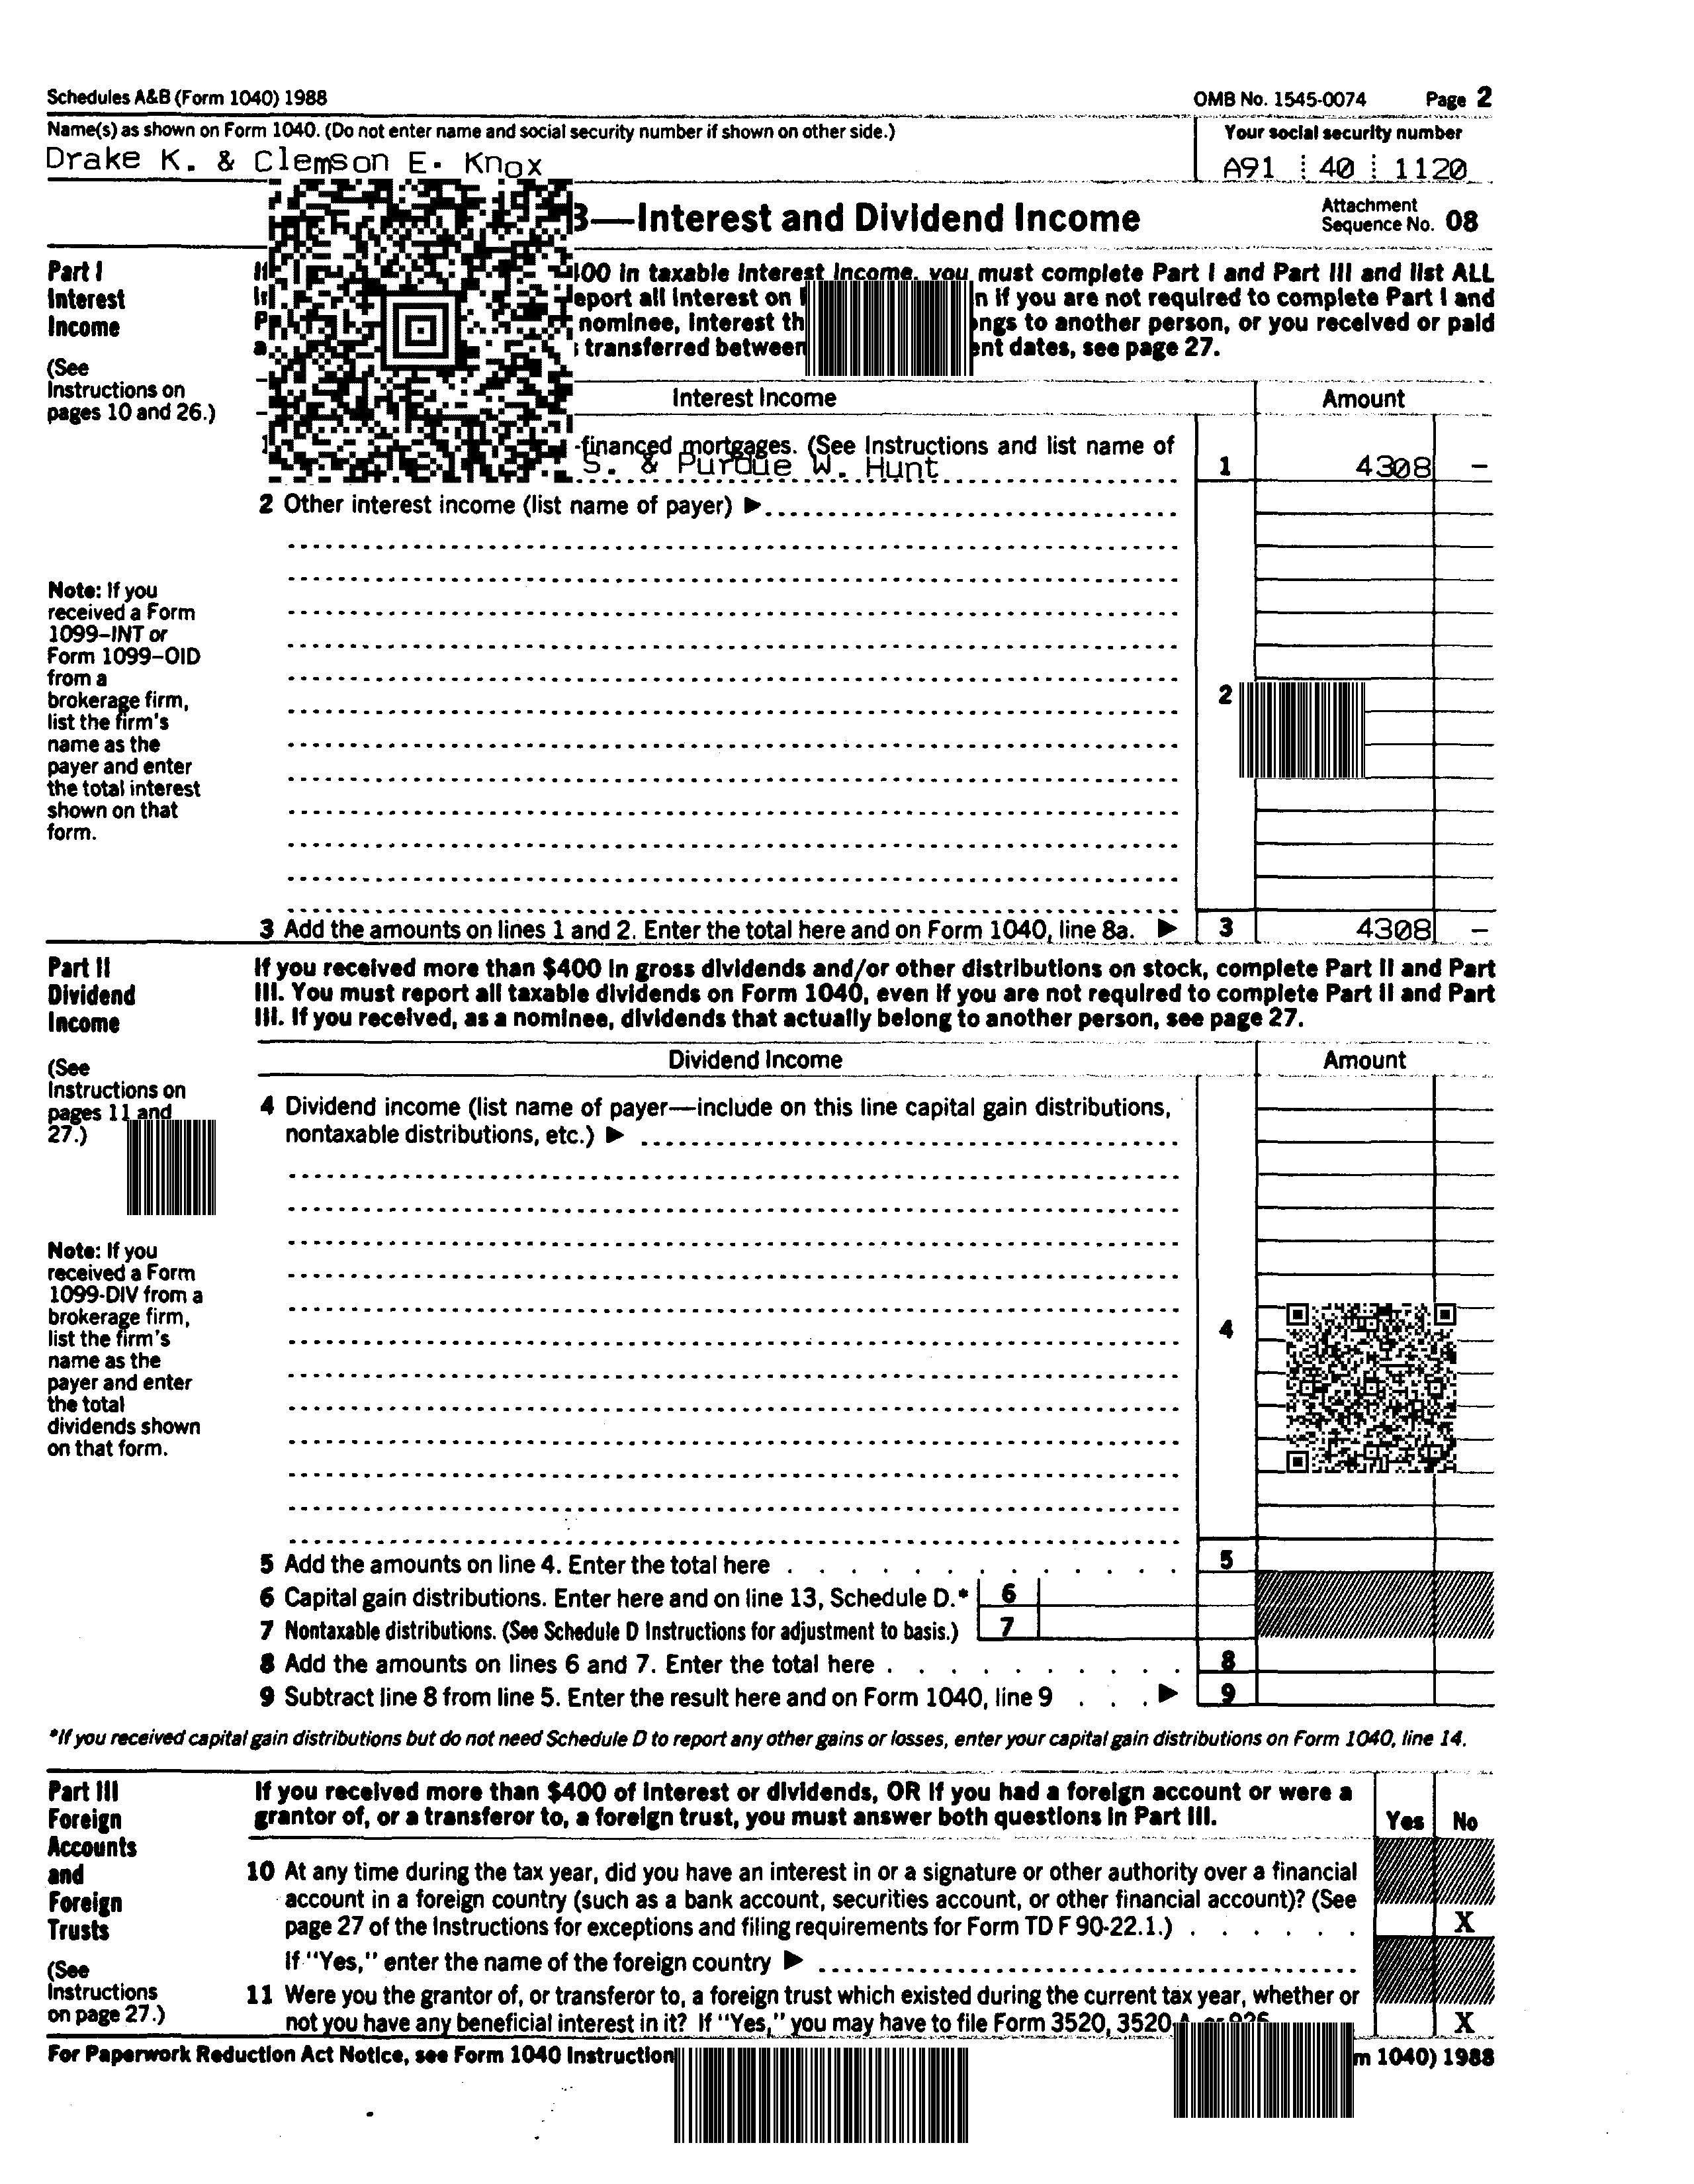 Schedules A&B (Form 1040) 1988 OMB No. 1545-0074 Page 2
Name(s) as shown on Form 1040. (Do not enter name and social security number if shown on other side.) Your social security number
Drake K. & Clemson E. Knox A91 40 1120
—Interest and Dividend Income Attachment
Sequence No. 08
Part I
Interest
Income
(See
Instructions on
pages 10 and 26.)
in taxable interest income, you must complete Part I and Part III and list ALL
all interest on if you are not required to complete Part I and
nominee, interest to another person, or you received or paid
transferred between dates, see page 27.
Interest Income Amount
-financed mortgages. (See Instructions and list name of
S. & Purdue W. Hunt 1 4308 —
2 Other interest income (list name of payer) ▶
Note: If you
received a Form
1099–INT or
Form 1099–OID
from a
brokerage firm,
list the firm's
name as the
payer and enter
the total interest
shown on that
form.
2
3 Add the amounts on lines 1 and 2. Enter the total here and on Form 1040, line 8a. ▶ 3 4308 —
Part II
Dividend
Income
(See
Instructions on
pages 11 and
27.)
If you received more than $400 in gross dividends and/or other distributions on stock, complete Part II and Part
III. You must report all taxable dividends on Form 1040, even if you are not required to complete Part II and Part
III. If you received, as a nominee, dividends that actually belong to another person, see page 27.
Dividend Income Amount
4 Dividend income (list name of payer—include on this line capital gain distributions,
nontaxable distributions, etc.) ▶
Note: If you
received a Form
1099-DIV from a
brokerage firm,
list the firm's
name as the
payer and enter
the total
dividends shown
on that form.
4
5 Add the amounts on line 4. Enter the total here 5
6 Capital gain distributions. Enter here and on line 13, Schedule D.* 6
7 Nontaxable distributions. (See Schedule D Instructions for adjustment to basis.) 7
8 Add the amounts on lines 6 and 7. Enter the total here 8
9 Subtract line 8 from line 5. Enter the result here and on Form 1040, line 9 ▶ 9
*If you received capital gain distributions but do not need Schedule D to report any other gains or losses, enter your capital gain distributions on Form 1040, line 14.
Part III
Foreign
Accounts
and
Foreign
Trusts
(See
Instructions
on page 27.)
If you received more than $400 of interest or dividends, OR if you had a foreign account or were a
grantor of, or a transferor to, a foreign trust, you must answer both questions in Part III. Yes No
10 At any time during the tax year, did you have an interest in or a signature or other authority over a financial
account in a foreign country (such as a bank account, securities account, or other financial account)? (See
page 27 of the Instructions for exceptions and filing requirements for Form TD F 90-22.1.) X
If "Yes," enter the name of the foreign country ▶
11 Were you the grantor of, or transferor to, a foreign trust which existed during the current tax year, whether or
not you have any beneficial interest in it? If "Yes," you may have to file Form 3520, 3520 X
For Paperwork Reduction Act Notice, see Form 1040 Instruction 1040) 1988